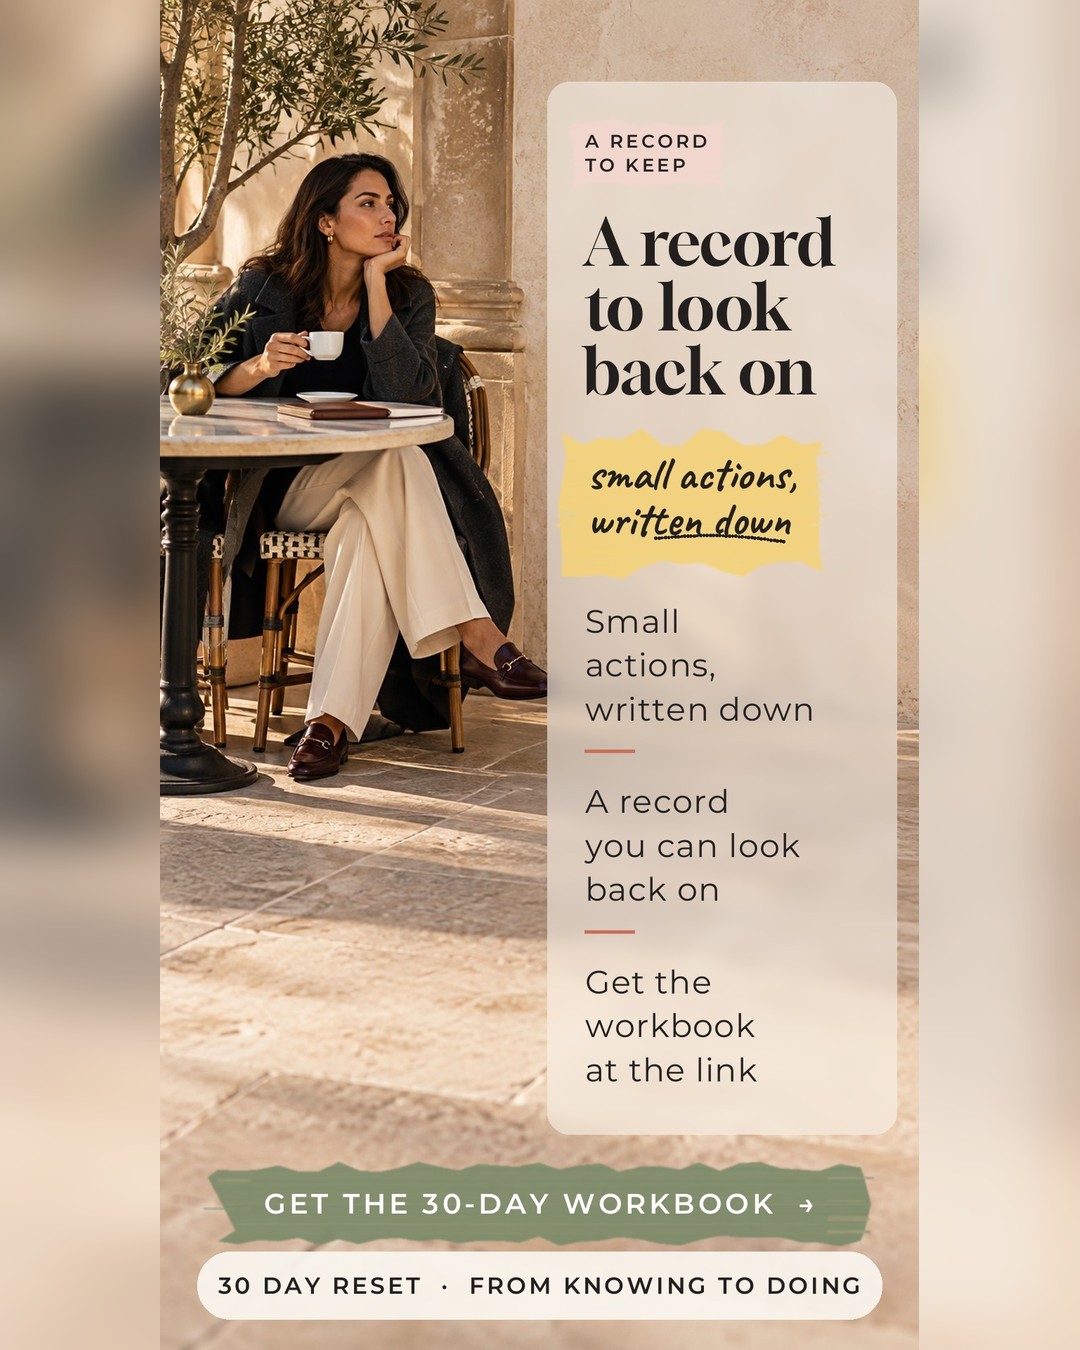 A RECORD
TO KEEP
A record
to look
back on
small actions,
written down
Small
actions,
written down
A record
you can look
back on
Get the
workbook
at the link
GET THE 30-DAY WORKBOOK →
30 DAY RESET · FROM KNOWING TO DOING